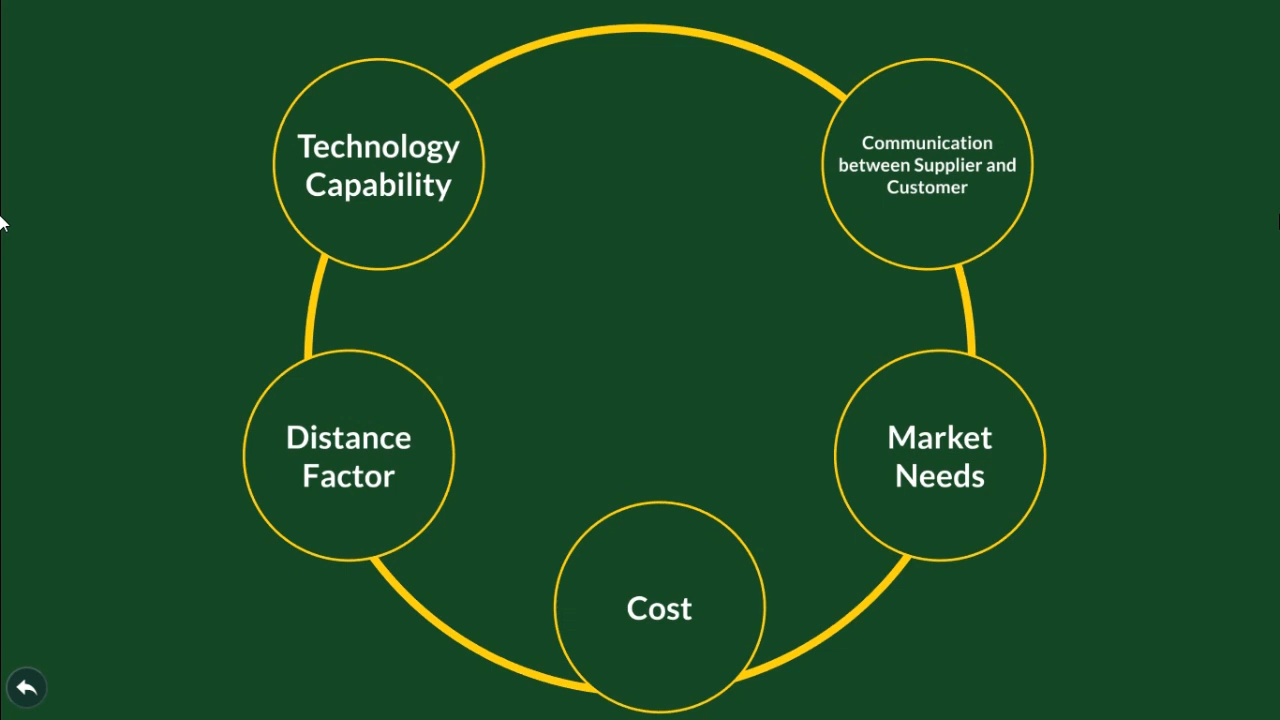 Technology
Capability
Communication
between Supplier and
Customer
Distance
Factor
Market
Needs
Cost